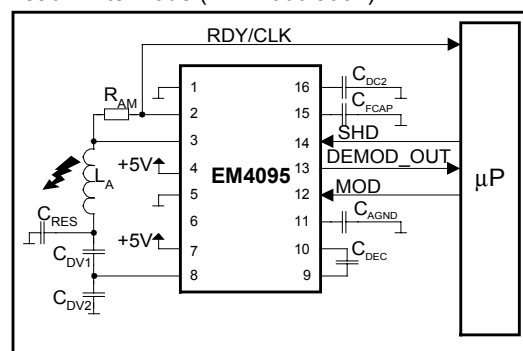 RDY/CLK
R_AM
1
2
3
4
5
6
7
8
16
15
14
13
12
11
10
9
EM4095
C_DC2
C_FCAP
SHD
DEMOD_OUT
MOD
C_AGND
C_DEC
µP
+5V
+5V
L_A
C_RES
C_DV1
C_DV2